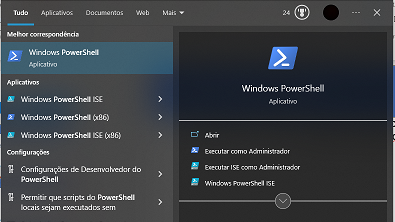 Tudo Aplicativos Documentos Web Mais 24
Melhor correspondência
Windows PowerShell
Aplicativo
Aplicativos
Windows PowerShell ISE
Windows PowerShell (x86)
Windows PowerShell ISE (x86)
Configurações
Configurações de Desenvolvedor do
PowerShell
Permitir que scripts do PowerShell
locais sejam executados sem
Windows PowerShell
Aplicativo
Abrir
Executar como Administrador
Executar ISE como Administrador
Windows PowerShell ISE